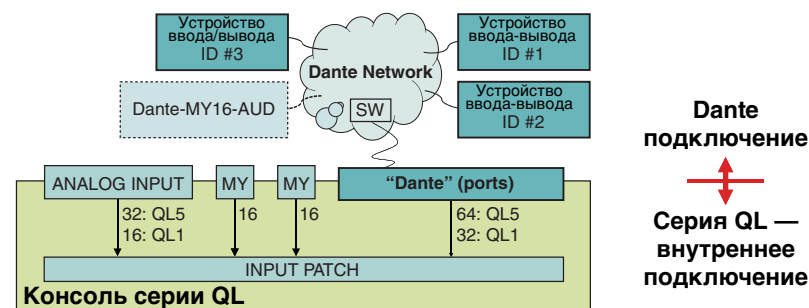 Устройство
ввода/вывода
ID #3
Устройство
ввода-вывода
ID #1
Dante Network
Dante-MY16-AUD
SW
Устройство
ввода-вывода
ID #2
Dante
подключение
Серия QL —
внутреннее
подключение
ANALOG INPUT
MY
MY
“Dante” (ports)
32: QL5
16: QL1
16
16
64: QL5
32: QL1
INPUT PATCH
Консоль серии QL